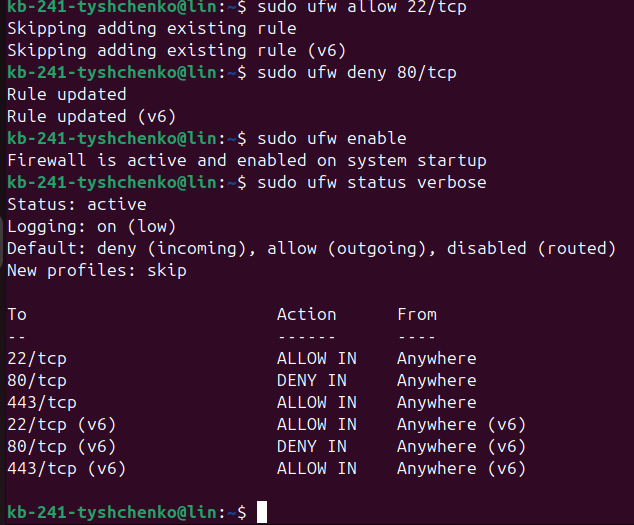 kb-241-tyshchenko@lin:~$ sudo ufw allow 22/tcp
Skipping adding existing rule
Skipping adding existing rule (v6)
kb-241-tyshchenko@lin:~$ sudo ufw deny 80/tcp
Rule updated
Rule updated (v6)
kb-241-tyshchenko@lin:~$ sudo ufw enable
Firewall is active and enabled on system startup
kb-241-tyshchenko@lin:~$ sudo ufw status verbose
Status: active
Logging: on (low)
Default: deny (incoming), allow (outgoing), disabled (routed)
New profiles: skip
To                         Action      From
--                         ------      ----
22/tcp                     ALLOW IN    Anywhere
80/tcp                     DENY IN     Anywhere
443/tcp                    ALLOW IN    Anywhere
22/tcp (v6)                ALLOW IN    Anywhere (v6)
80/tcp (v6)                DENY IN     Anywhere (v6)
443/tcp (v6)               ALLOW IN    Anywhere (v6)
kb-241-tyshchenko@lin:~$